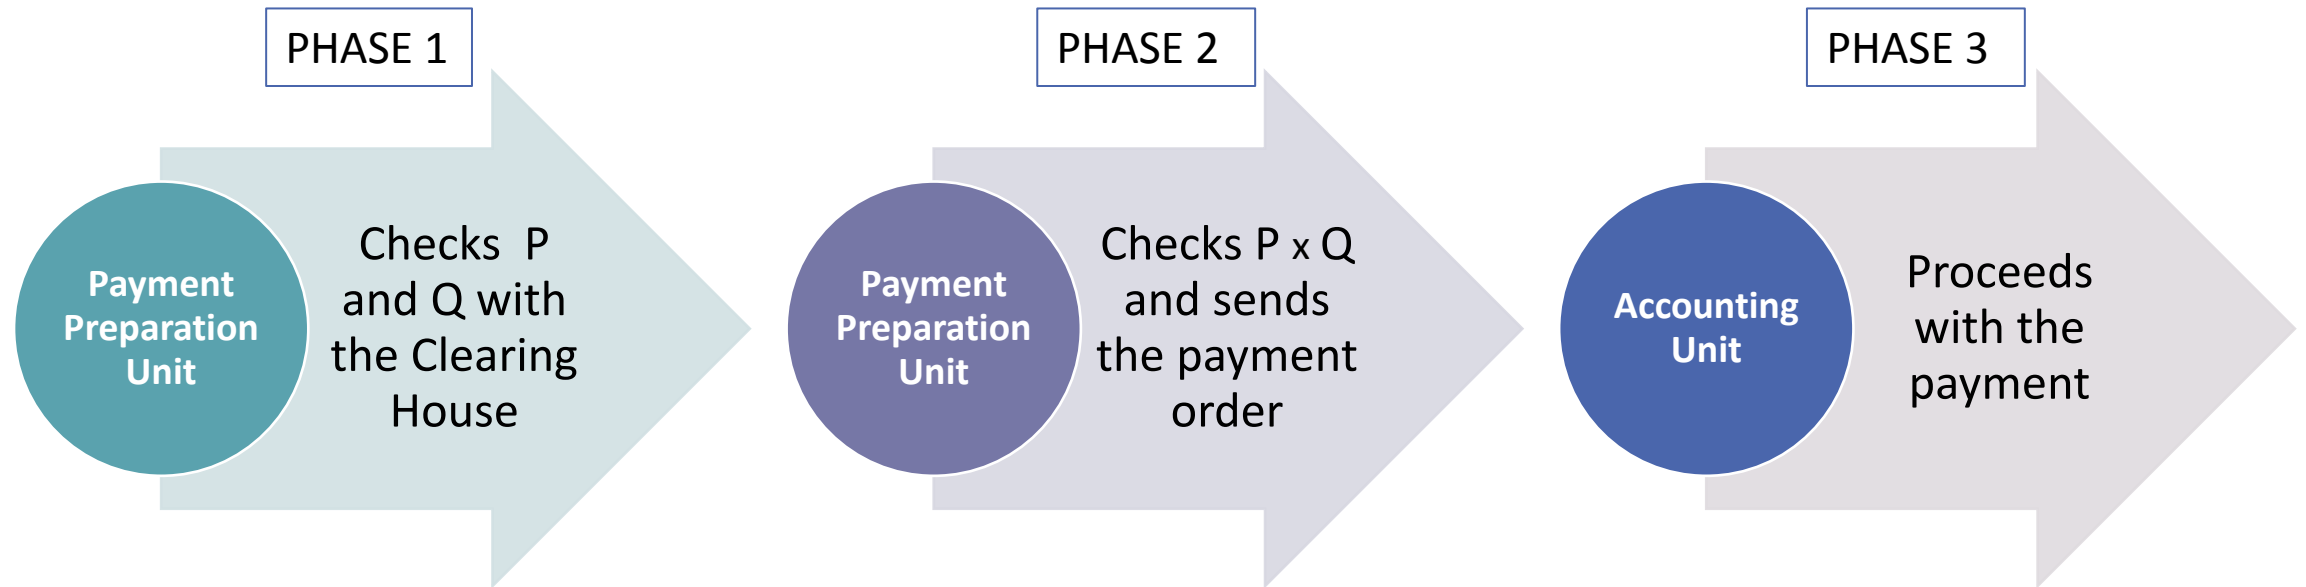 PHASE 1
Payment
Preparation
Unit
Checks P
and Q with
the Clearing
House
PHASE 2
Payment
Preparation
Unit
Checks P x Q
and sends
the payment
order
PHASE 3
Accounting
Unit
Proceeds
with the
payment